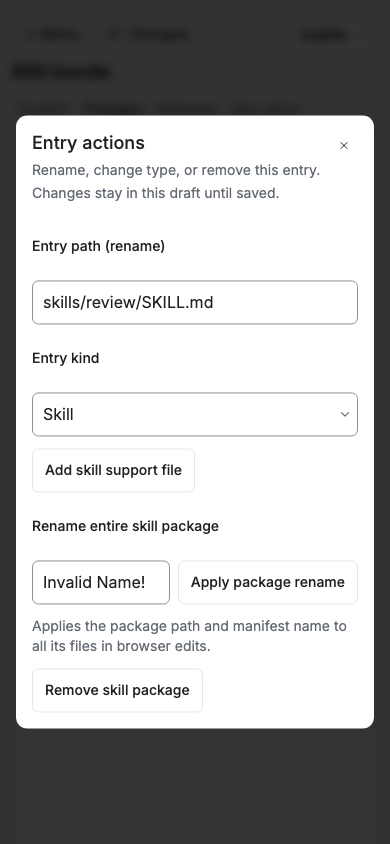 Entry actions
×
Rename, change type, or remove this entry.
Changes stay in this draft until saved.
Entry path (rename)
skills/review/SKILL.md
Entry kind
Skill
Add skill support file
Rename entire skill package
Invalid Name!
Apply package rename
Applies the package path and manifest name to
all its files in browser edits.
Remove skill package